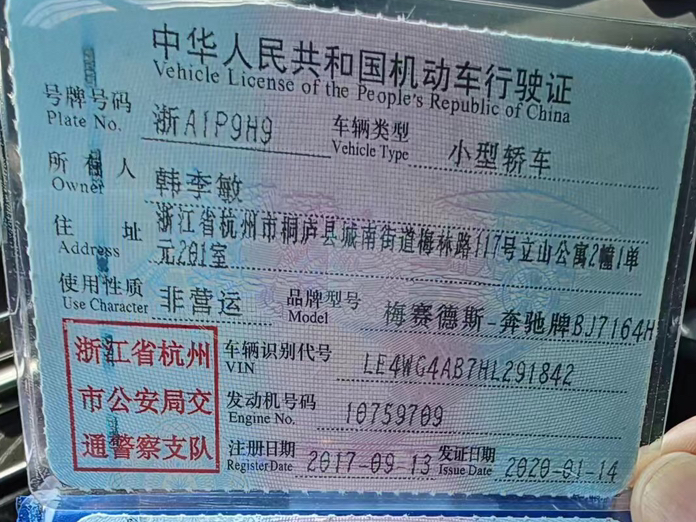 中华人民共和国机动车行驶证
Vehicle License of the People's Republic of China
号牌号码 浙A1P9H9 车辆类型 小型轿车
Plate No. Vehicle Type
所有人 韩李敏
Owner
住址 浙江省杭州市桐庐县城南街道梅林路117号立山公寓2幢1单
Address 元201室
使用性质 非营运 品牌型号 梅赛德斯-奔驰牌BJ7164H
Use Character Model
浙江省杭州 车辆识别代号 LE4WG4AB7HL291842
VIN
市公安局交 发动机号码 10759709
Engine No.
通警察支队 注册日期 2017-09-13 发证日期 2020-01-14
Register Date Issue Date